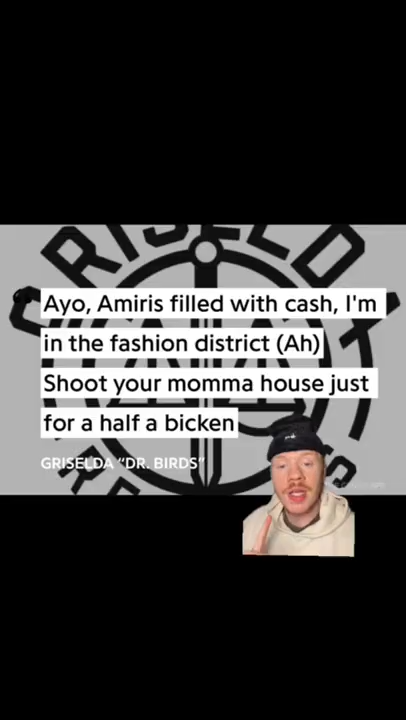 GRISELDA
Ayo, Amiris filled with cash, I'm
in the fashion district (Ah)
Shoot your momma house just
for a half a bicken
GRISELDA “DR. BIRDS”